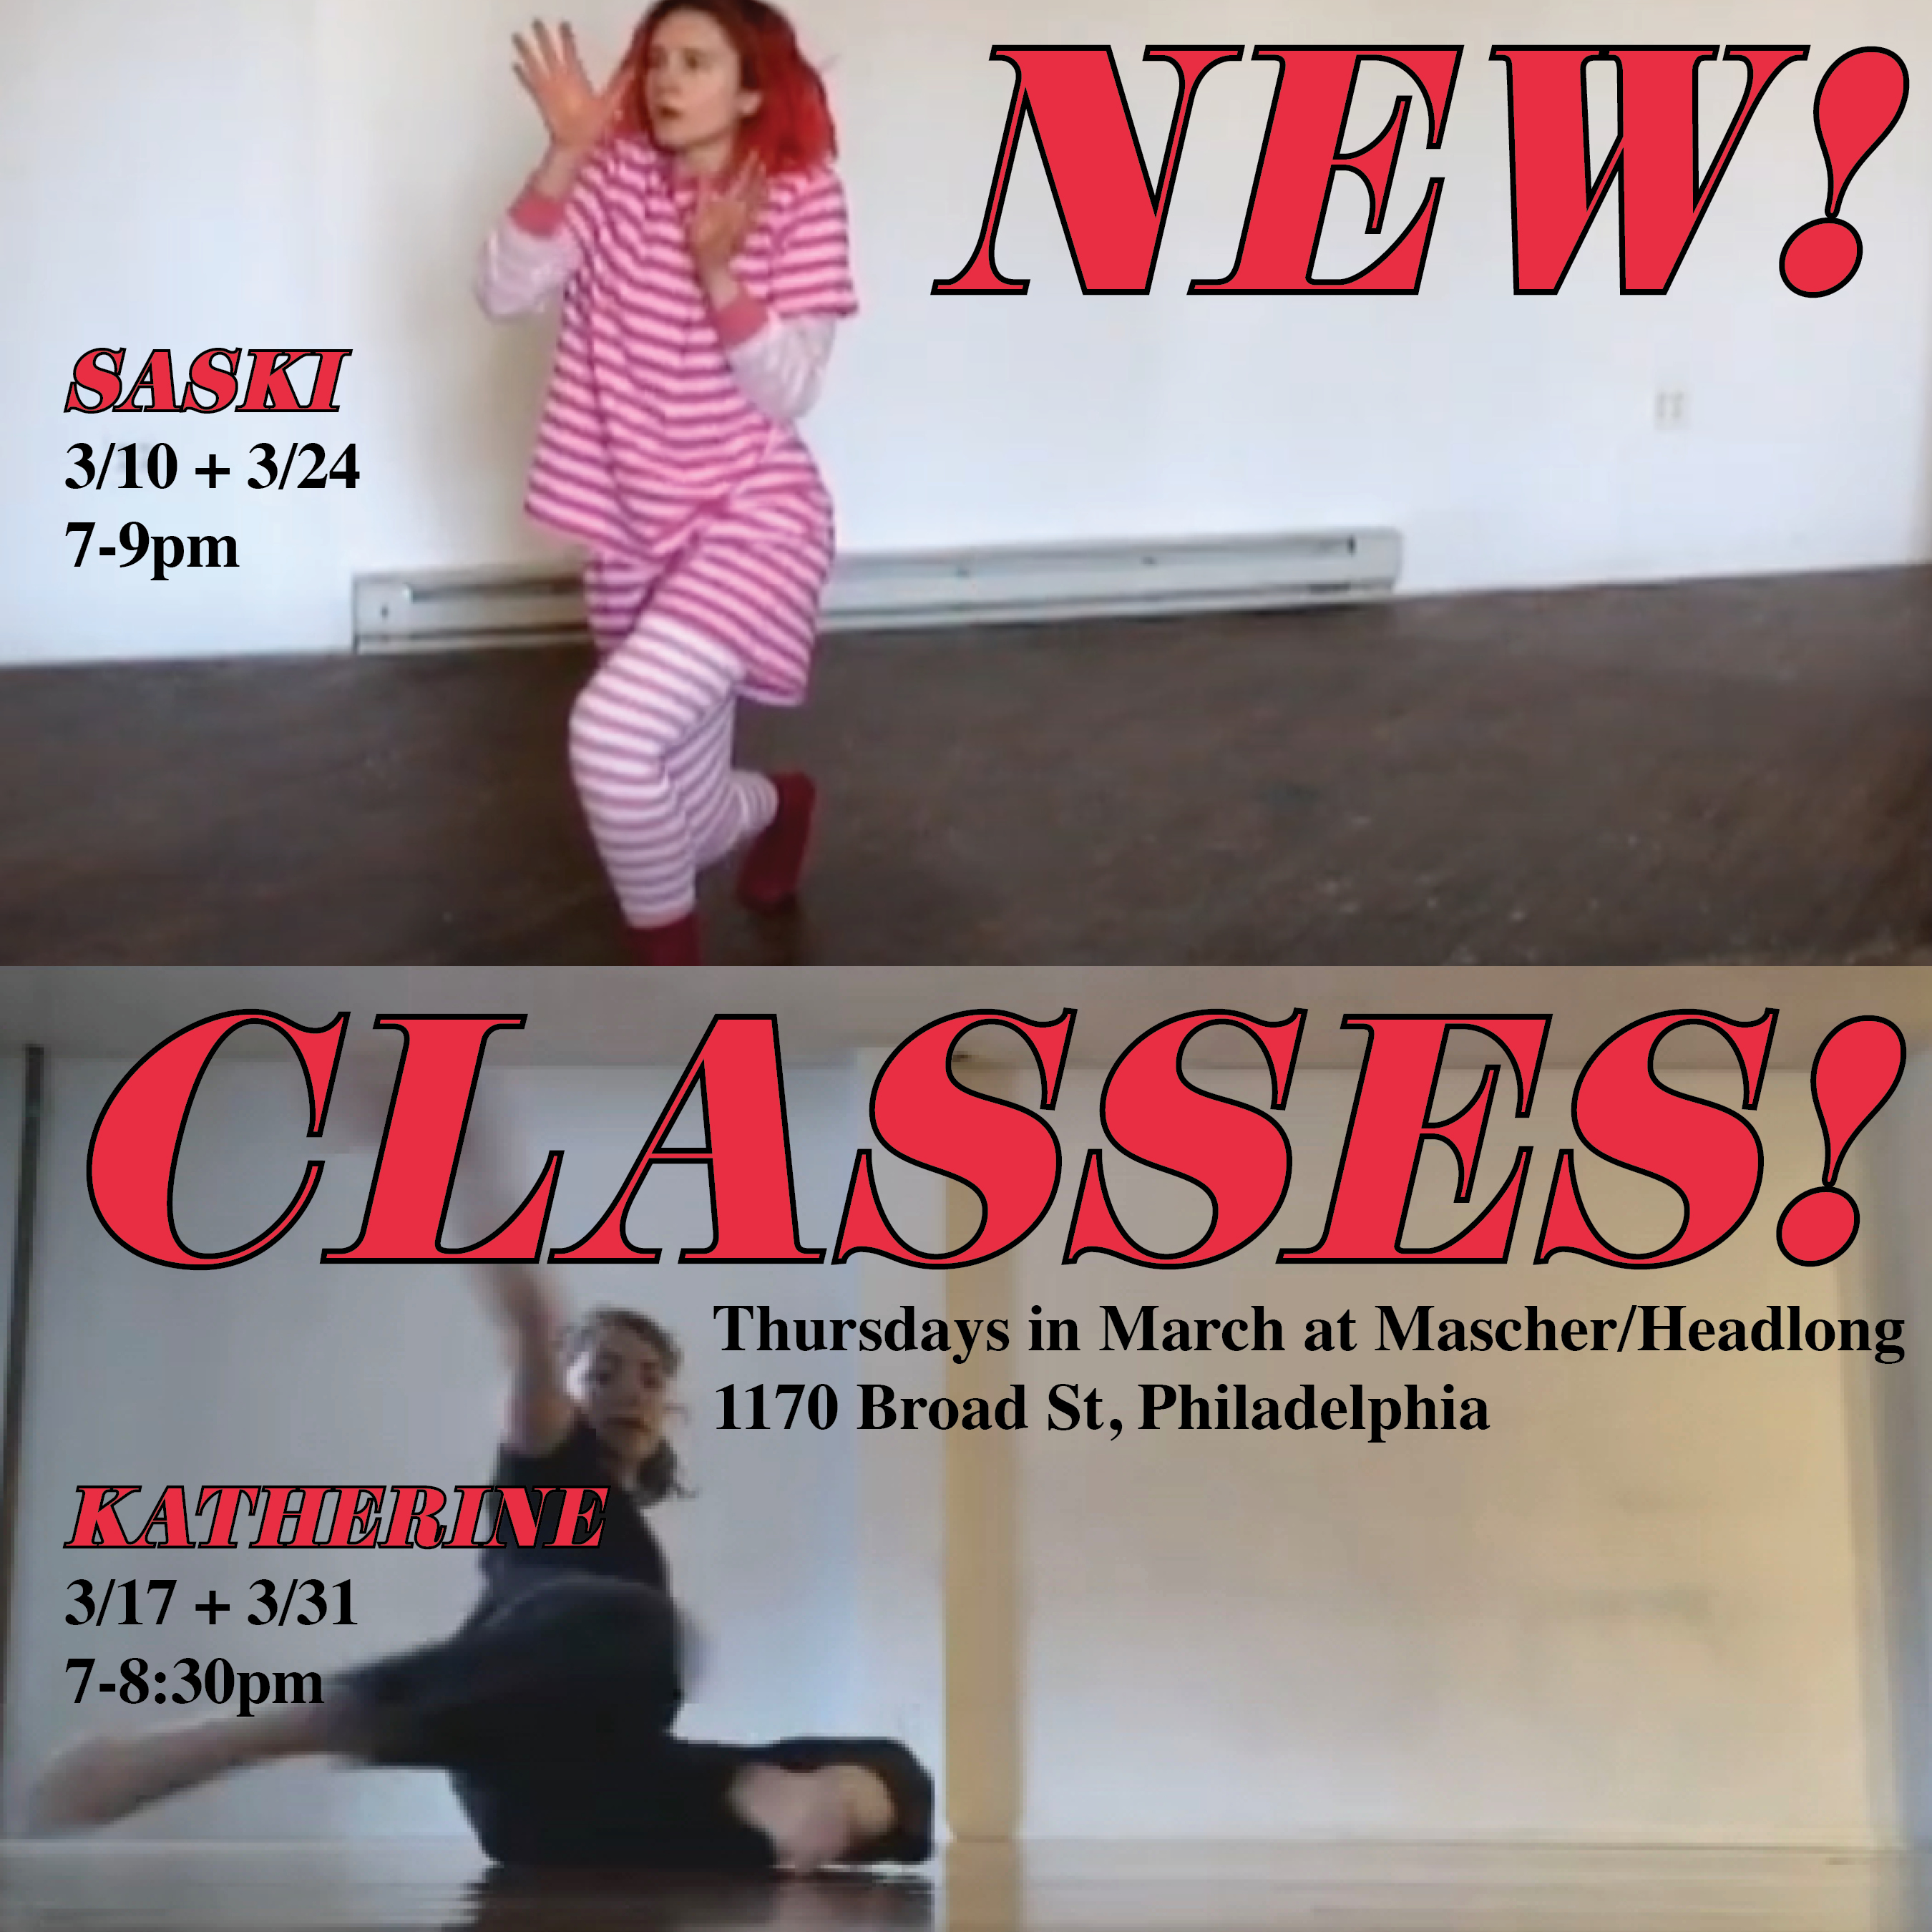 NEW!
SASKI
3/10 + 3/24
7-9pm
CLASSES!
Thursdays in March at Mascher/Headlong
1170 Broad St, Philadelphia
KATHERINE
3/17 + 3/31
7-8:30pm